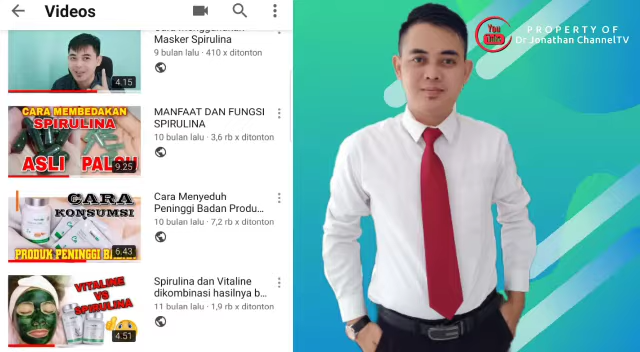 Videos
Masker Spirulina
9 bulan lalu · 410 x ditonton
4.15
CARA MEMBEDAKAN
SPIRULINA
ASLI PALSU
9.25
MANFAAT DAN FUNGSI
SPIRULINA
10 bulan lalu · 3,6 rb x ditonton
CARA
KONSUMSI
PRODUK PENINGGI BADAN
6.43
Cara Menyeduh
Peninggi Badan Produ...
10 bulan lalu · 7,2 rb x ditonton
VITALINE
VS
SPIRULINA
4.51
Spirulina dan Vitaline
dikombinasi hasilnya b...
11 bulan lalu · 1,9 rb x ditonton
You
Tube
PROPERTY OF
Dr Jonathan ChannelTV